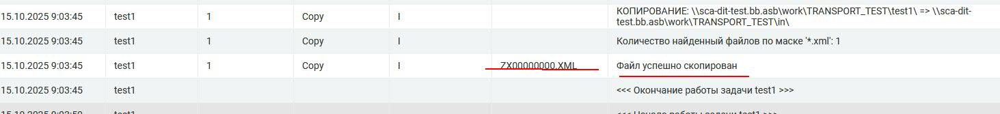 15.10.2025 9:03:45 test1 1 Copy I КОПИРОВАНИЕ: \\sca-dit-test.bb.asb\work\TRANSPORT_TEST\test1\ => \\sca-dit-
test.bb.asb\work\TRANSPORT_TEST\in\
15.10.2025 9:03:45 test1 1 Copy I Количество найденный файлов по маске '*.xml': 1
15.10.2025 9:03:45 test1 1 Copy I ZX00000000.XML Файл успешно скопирован
15.10.2025 9:03:45 test1 <<< Окончание работы задачи test1 >>>
15.10.2025 9:03:50 test1 <<< Начало работы задачи test1 >>>